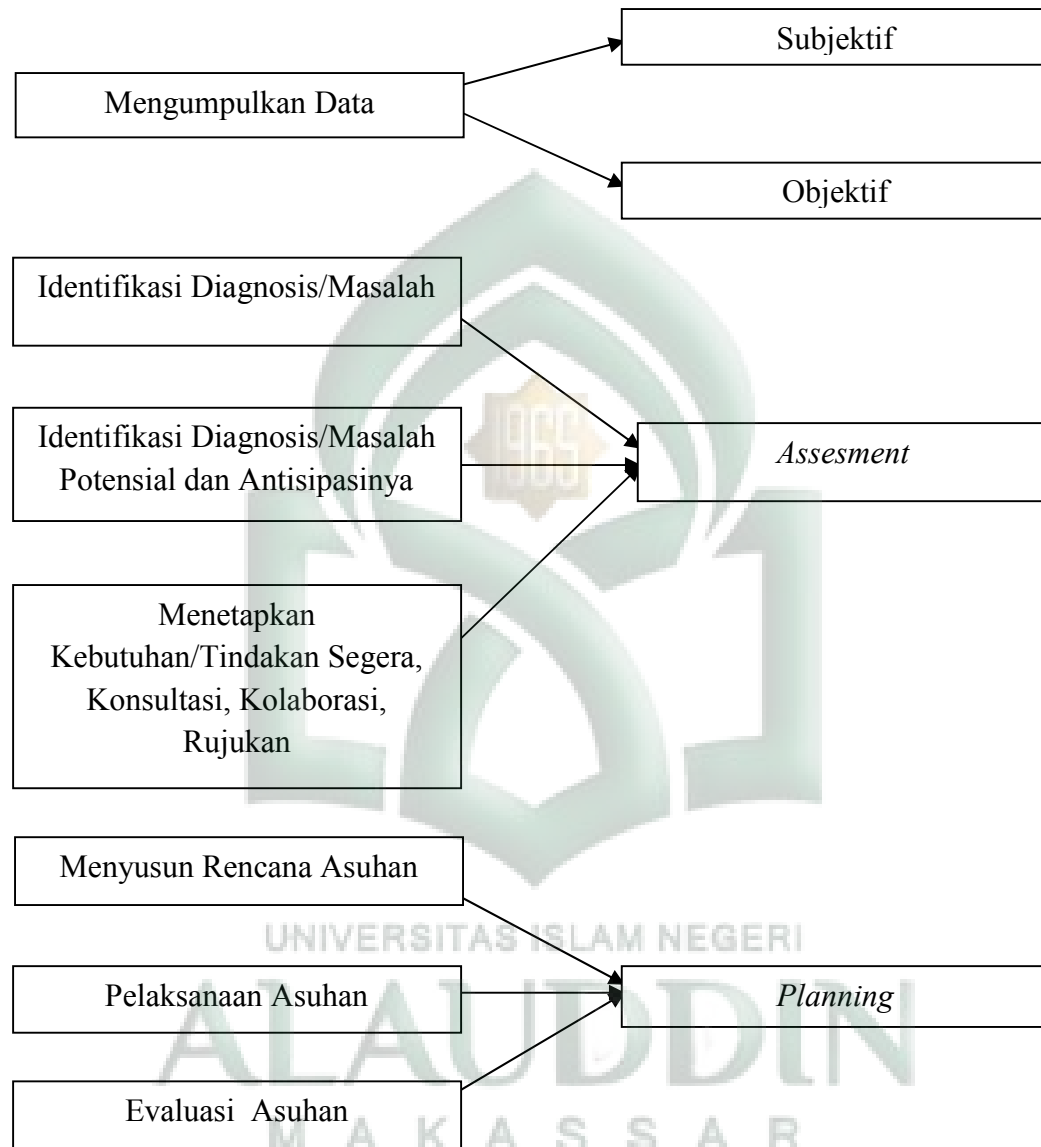 Subjektif
Mengumpulkan Data
Objektif
Identifikasi Diagnosis/Masalah
Identifikasi Diagnosis/Masalah
Potensial dan Antisipasinya
Assesment
1965
Menetapkan
Kebutuhan/Tindakan Segera,
Konsultasi, Kolaborasi,
Rujukan
Menyusun Rencana Asuhan
UNIVERSITAS ISLAM NEGERI
Pelaksanaan Asuhan
Planning
ALAUDDIN
Evaluasi Asuhan
MAKASSAR